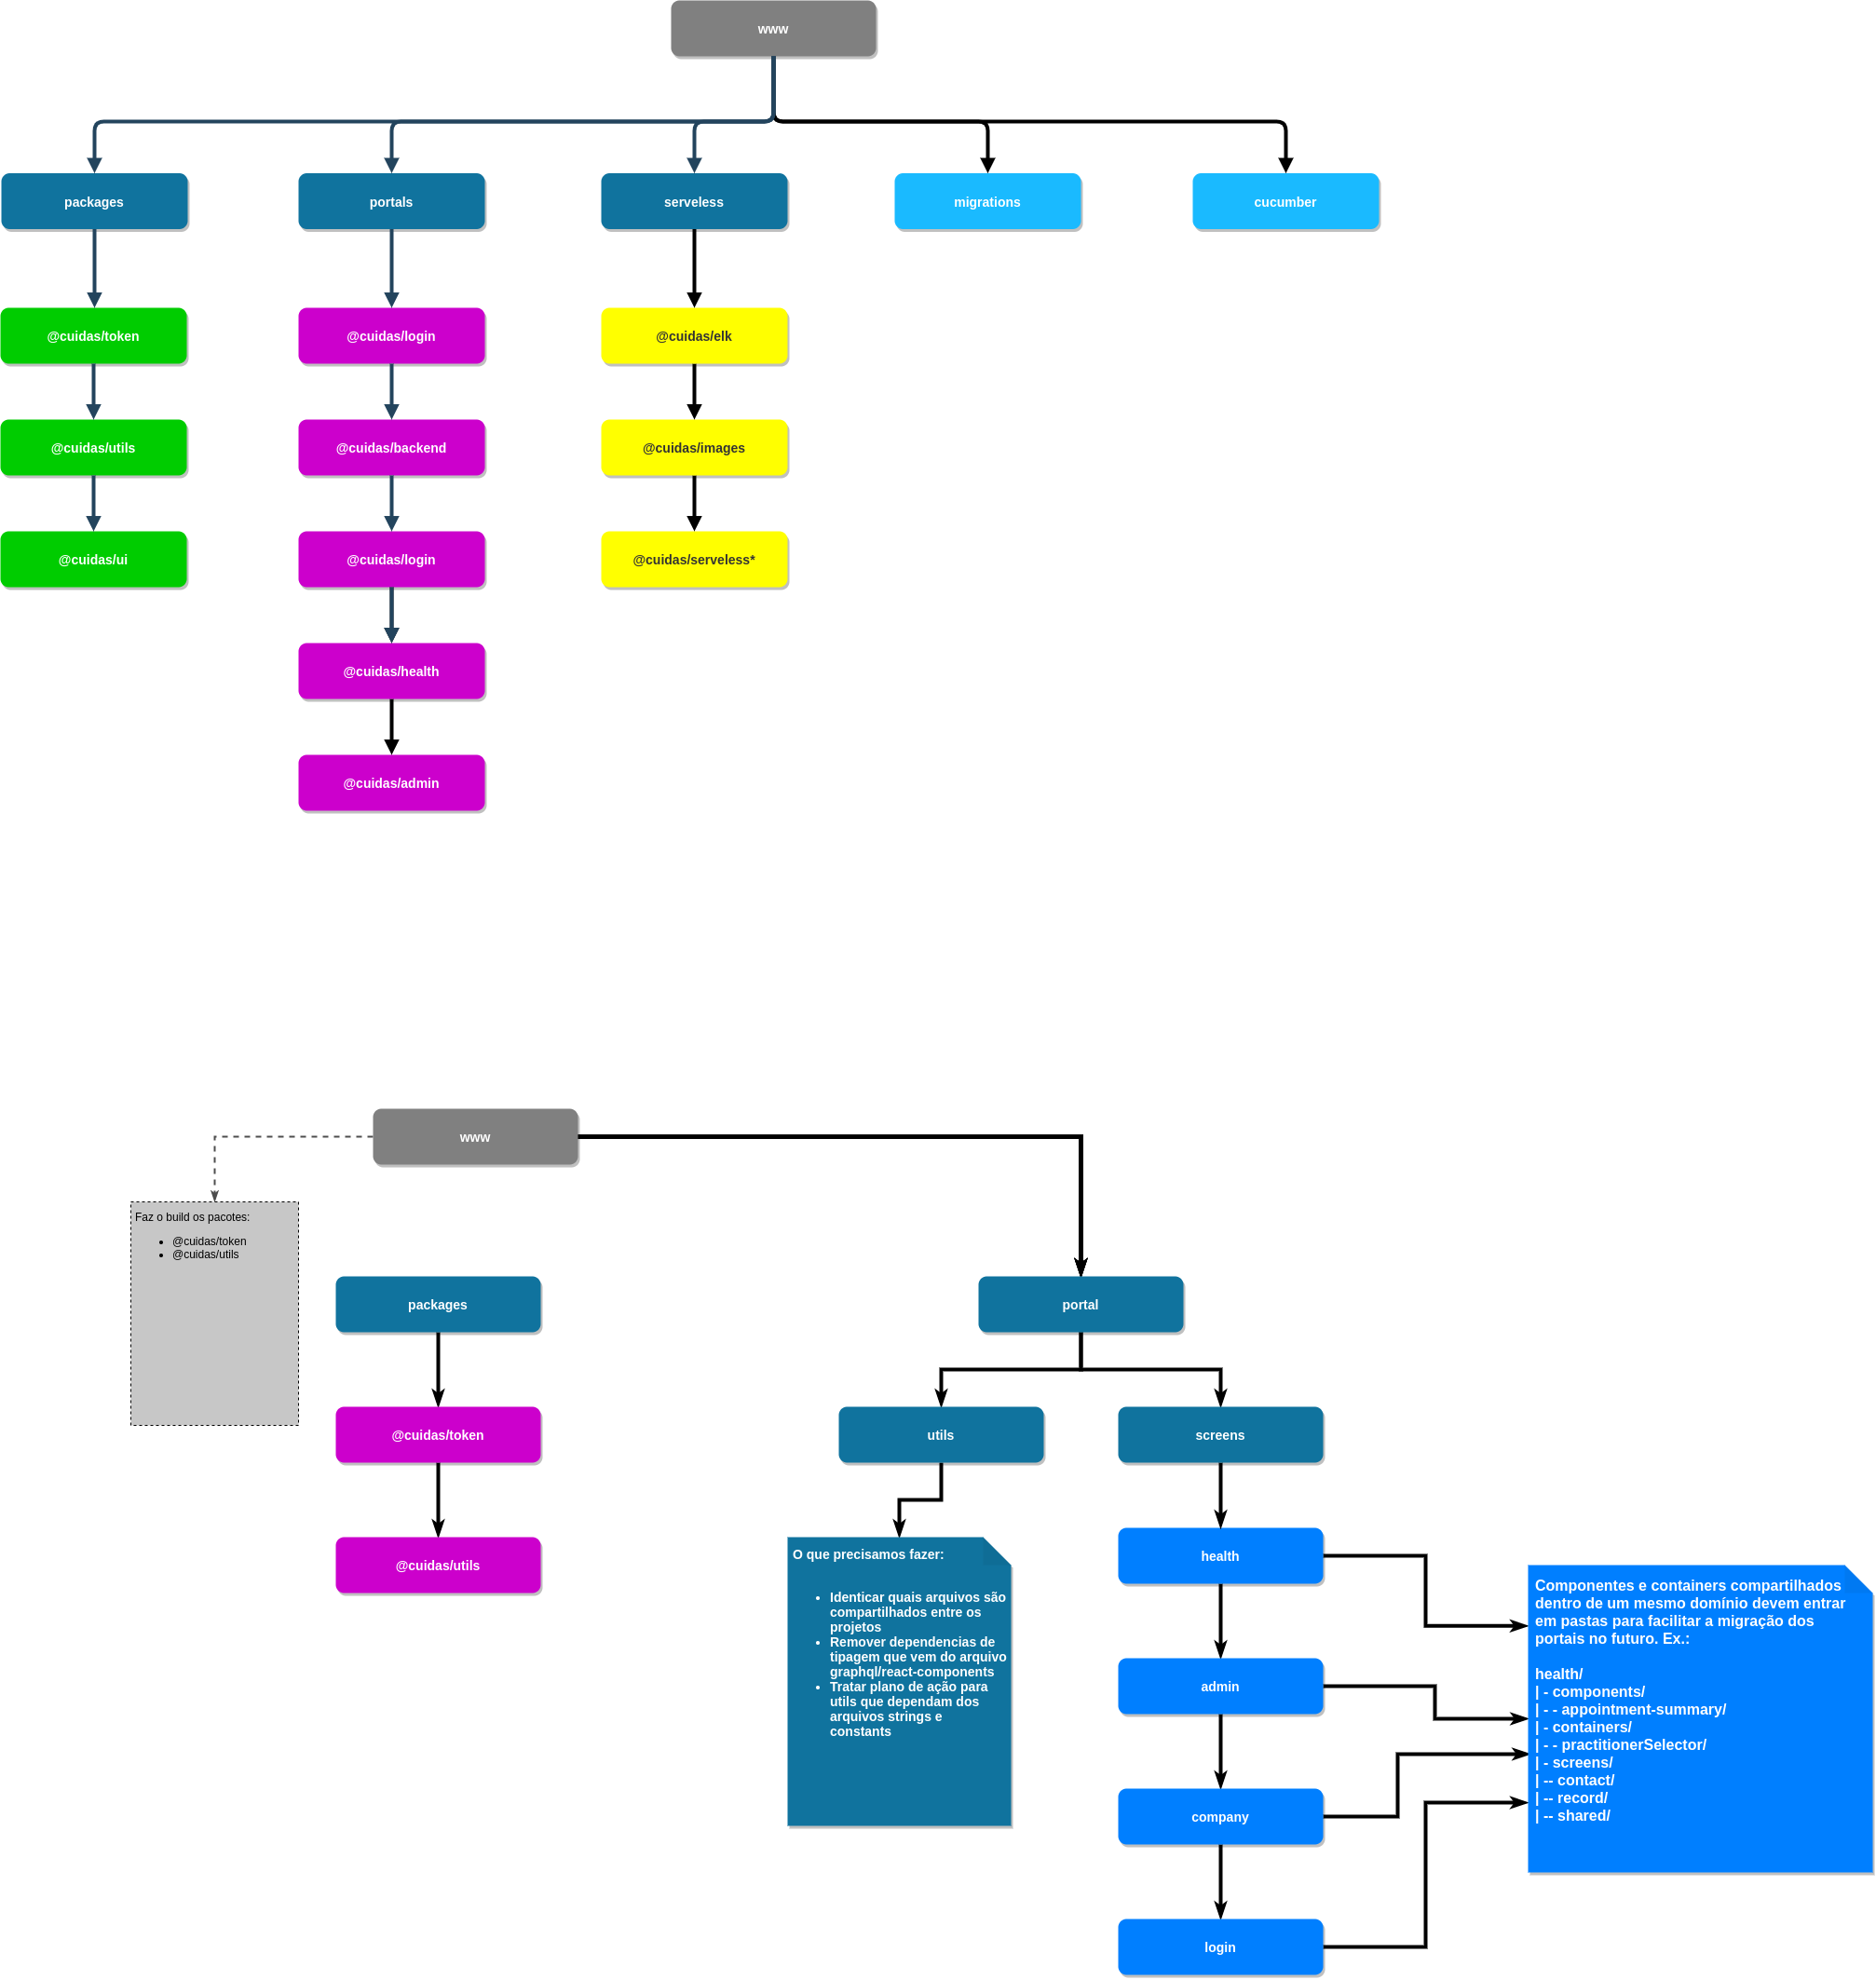 www
packages
portals
serveless
migrations
cucumber
@cuidas/token
@cuidas/login
@cuidas/elk
@cuidas/utils
@cuidas/backend
@cuidas/images
@cuidas/ui
@cuidas/login
@cuidas/serveless*
@cuidas/health
@cuidas/admin
www
Faz o build os pacotes:
• @cuidas/token
• @cuidas/utils
packages
@cuidas/token
@cuidas/utils
portal
utils
screens
O que precisamos fazer:
• Identicar quais arquivos são
compartilhados entre os
projetos
• Remover dependencias de
tipagem que vem do arquivo
graphql/react-components
• Tratar plano de ação para
utils que dependam dos
arquivos strings e
constants
health
admin
company
login
Componentes e containers compartilhados
dentro de um mesmo domínio devem entrar
em pastas para facilitar a migração dos
portais no futuro. Ex.:
health/
| - components/
| - - appointment-summary/
| - containers/
| - - practitionerSelector/
| - screens/
| -- contact/
| -- record/
| -- shared/